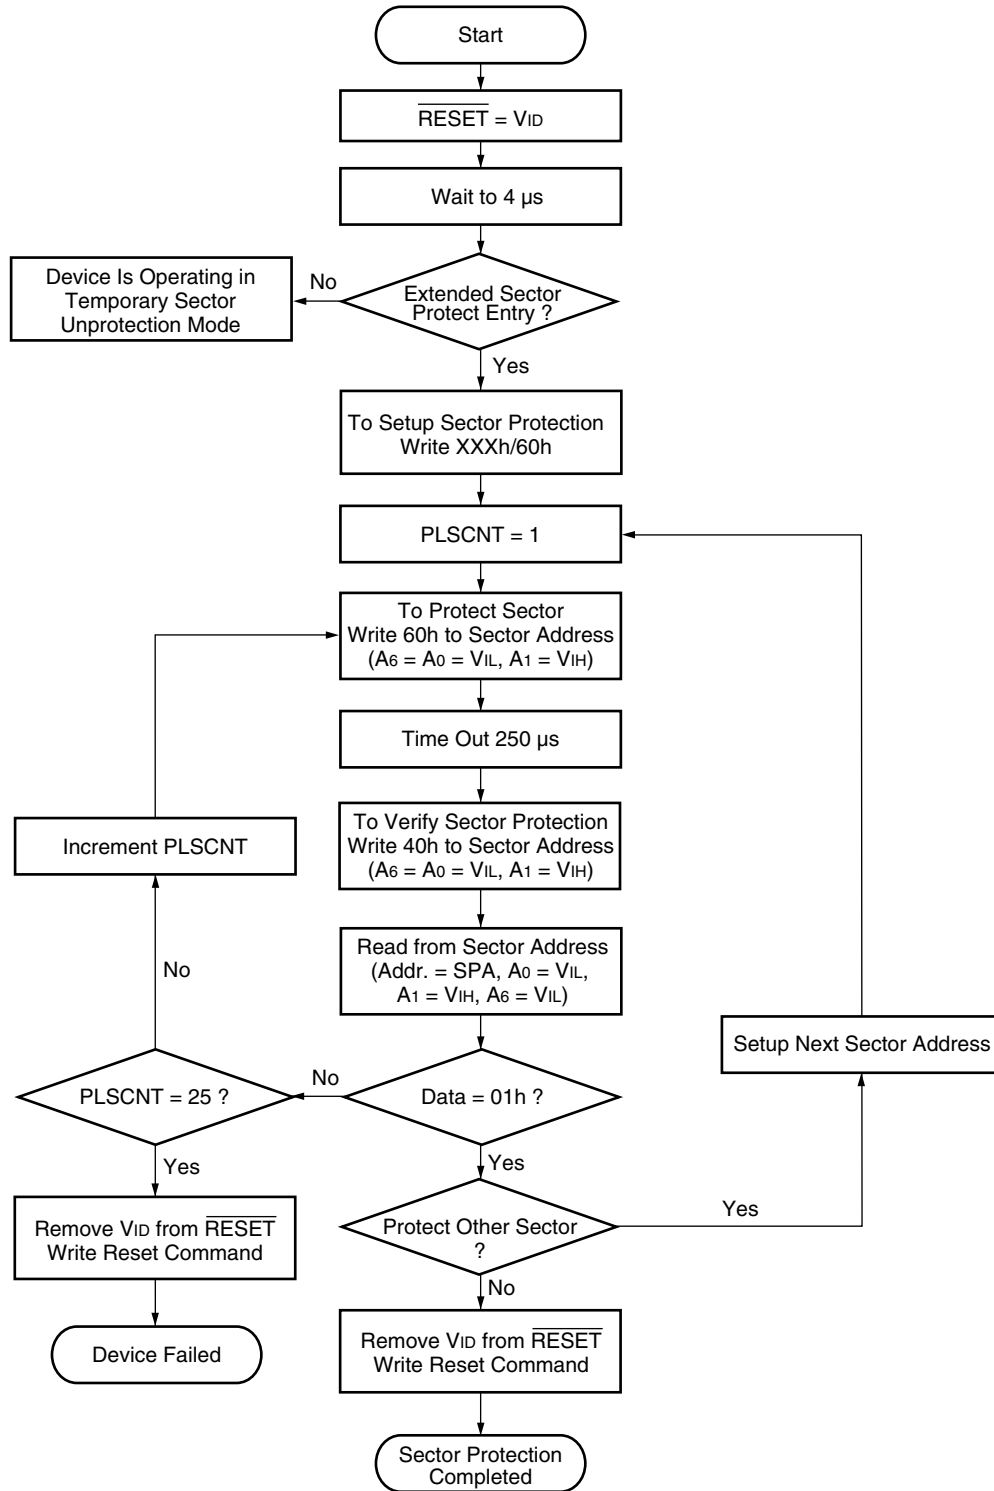 Start
RESET = VID
Wait to 4 µs
Device Is Operating in
Temporary Sector
Unprotection Mode
No
Extended Sector
Protect Entry ?
Yes
To Setup Sector Protection
Write XXXh/60h
PLSCNT = 1
To Protect Sector
Write 60h to Sector Address
(A6 = A0 = VIL, A1 = VIH)
Time Out 250 µs
To Verify Sector Protection
Write 40h to Sector Address
(A6 = A0 = VIL, A1 = VIH)
Increment PLSCNT
Read from Sector Address
(Addr. = SPA, A0 = VIL,
A1 = VIH, A6 = VIL)
No
Setup Next Sector Address
PLSCNT = 25 ?
No
Data = 01h ?
Yes
Yes
Remove VID from RESET
Write Reset Command
Protect Other Sector
?
Yes
No
Device Failed
Remove VID from RESET
Write Reset Command
Sector Protection
Completed